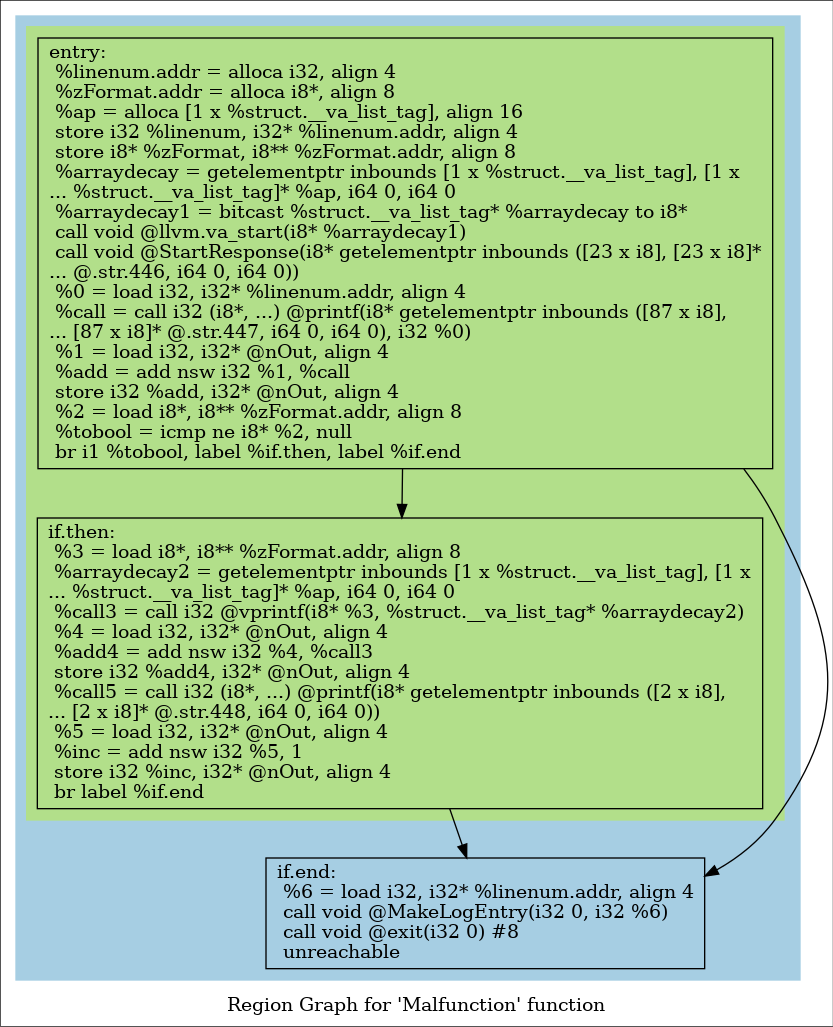 entry:
%linenum.addr = alloca i32, align 4
%zFormat.addr = alloca i8*, align 8
%ap = alloca [1 x %struct.__va_list_tag], align 16
store i32 %linenum, i32* %linenum.addr, align 4
store i8* %zFormat, i8** %zFormat.addr, align 8
%arraydecay = getelementptr inbounds [1 x %struct.__va_list_tag], [1 x
... %struct.__va_list_tag]* %ap, i64 0, i64 0
%arraydecay1 = bitcast %struct.__va_list_tag* %arraydecay to i8*
call void @llvm.va_start(i8* %arraydecay1)
call void @StartResponse(i8* getelementptr inbounds ([23 x i8], [23 x i8]*
... @.str.446, i64 0, i64 0))
%0 = load i32, i32* %linenum.addr, align 4
%call = call i32 (i8*, ...) @printf(i8* getelementptr inbounds ([87 x i8],
... [87 x i8]* @.str.447, i64 0, i64 0), i32 %0)
%1 = load i32, i32* @nOut, align 4
%add = add nsw i32 %1, %call
store i32 %add, i32* @nOut, align 4
%2 = load i8*, i8** %zFormat.addr, align 8
%tobool = icmp ne i8* %2, null
br i1 %tobool, label %if.then, label %if.end
if.then:
%3 = load i8*, i8** %zFormat.addr, align 8
%arraydecay2 = getelementptr inbounds [1 x %struct.__va_list_tag], [1 x
... %struct.__va_list_tag]* %ap, i64 0, i64 0
%call3 = call i32 @vprintf(i8* %3, %struct.__va_list_tag* %arraydecay2)
%4 = load i32, i32* @nOut, align 4
%add4 = add nsw i32 %4, %call3
store i32 %add4, i32* @nOut, align 4
%call5 = call i32 (i8*, ...) @printf(i8* getelementptr inbounds ([2 x i8],
... [2 x i8]* @.str.448, i64 0, i64 0))
%5 = load i32, i32* @nOut, align 4
%inc = add nsw i32 %5, 1
store i32 %inc, i32* @nOut, align 4
br label %if.end
if.end:
%6 = load i32, i32* %linenum.addr, align 4
call void @MakeLogEntry(i32 0, i32 %6)
call void @exit(i32 0) #8
unreachable
Region Graph for 'Malfunction' function